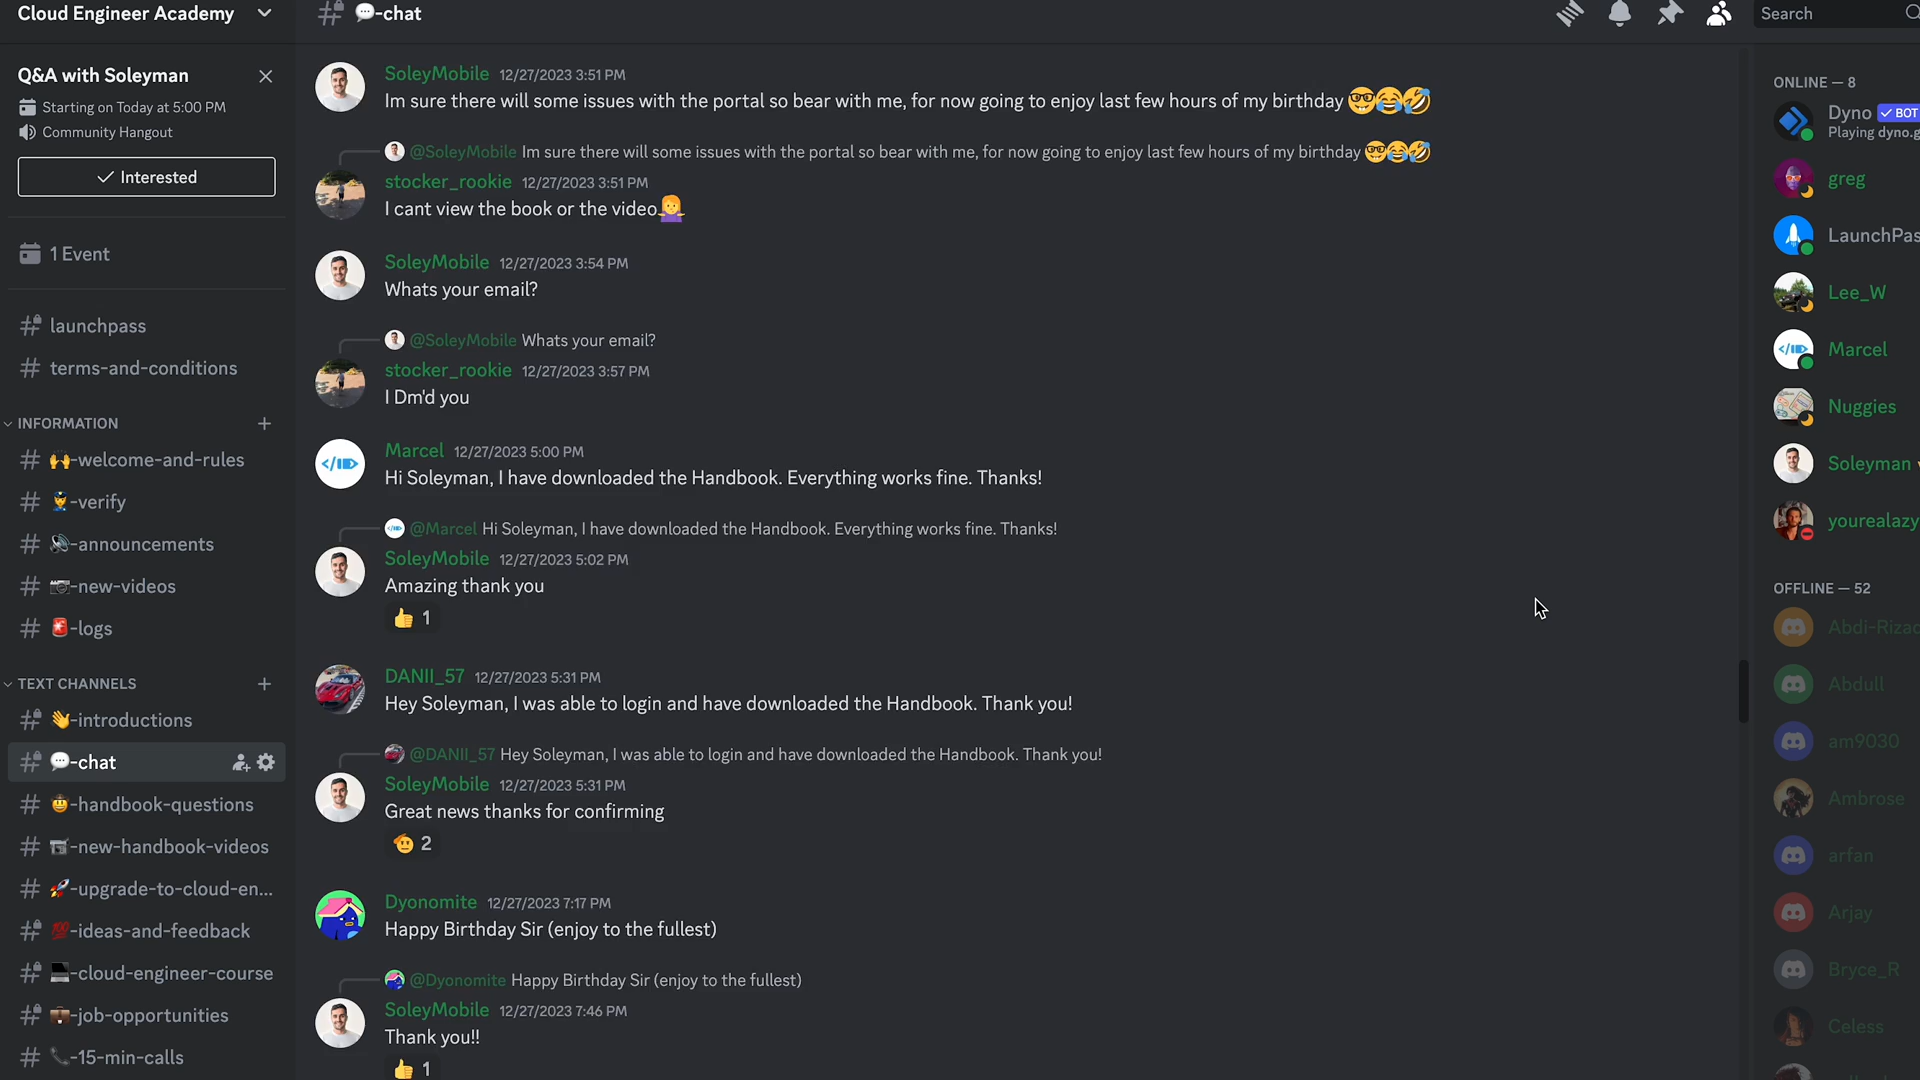 Cloud Engineer Academy
Q&A with Soleyman
Starting on Today at 5:00 PM
Community Hangout
Interested
1 Event
launchpass
terms-and-conditions
INFORMATION
🙌-welcome-and-rules
👮-verify
🔊-announcements
📷-new-videos
🚨-logs
TEXT CHANNELS
👋-introductions
💬-chat
🤠-handbook-questions
-new-handbook-videos
🚀-upgrade-to-cloud-en...
💯-ideas-and-feedback
💻-cloud-engineer-course
💼-job-opportunities
📞-15-min-calls
💬-chat
Search
SoleyMobile 12/27/2023 3:51 PM
Im sure there will some issues with the portal so bear with me, for now going to enjoy last few hours of my birthday 🤓😂🤣
@SoleyMobile Im sure there will some issues with the portal so bear with me, for now going to enjoy last few hours of my birthday 🤓😂🤣
stocker_rookie 12/27/2023 3:51 PM
I cant view the book or the video🤷‍♀️
SoleyMobile 12/27/2023 3:54 PM
Whats your email?
@SoleyMobile Whats your email?
stocker_rookie 12/27/2023 3:57 PM
I Dm'd you
Marcel 12/27/2023 5:00 PM
Hi Soleyman, I have downloaded the Handbook. Everything works fine. Thanks!
@Marcel Hi Soleyman, I have downloaded the Handbook. Everything works fine. Thanks!
SoleyMobile 12/27/2023 5:02 PM
Amazing thank you
👍 1
DANII_57 12/27/2023 5:31 PM
Hey Soleyman, I was able to login and have downloaded the Handbook. Thank you!
@DANII_57 Hey Soleyman, I was able to login and have downloaded the Handbook. Thank you!
SoleyMobile 12/27/2023 5:31 PM
Great news thanks for confirming
🫡 2
Dyonomite 12/27/2023 7:17 PM
Happy Birthday Sir (enjoy to the fullest)
@Dyonomite Happy Birthday Sir (enjoy to the fullest)
SoleyMobile 12/27/2023 7:46 PM
Thank you!!
👍 1
ONLINE — 8
Dyno BOT
Playing dyno.g
greg
LaunchPas
Lee_W
Marcel
Nuggies
Soleyman
yourealazy
OFFLINE — 52
Abdi-Rizac
Abdull
am9030
Ambrose
arfan
Arjay
Bryce_R
Celess